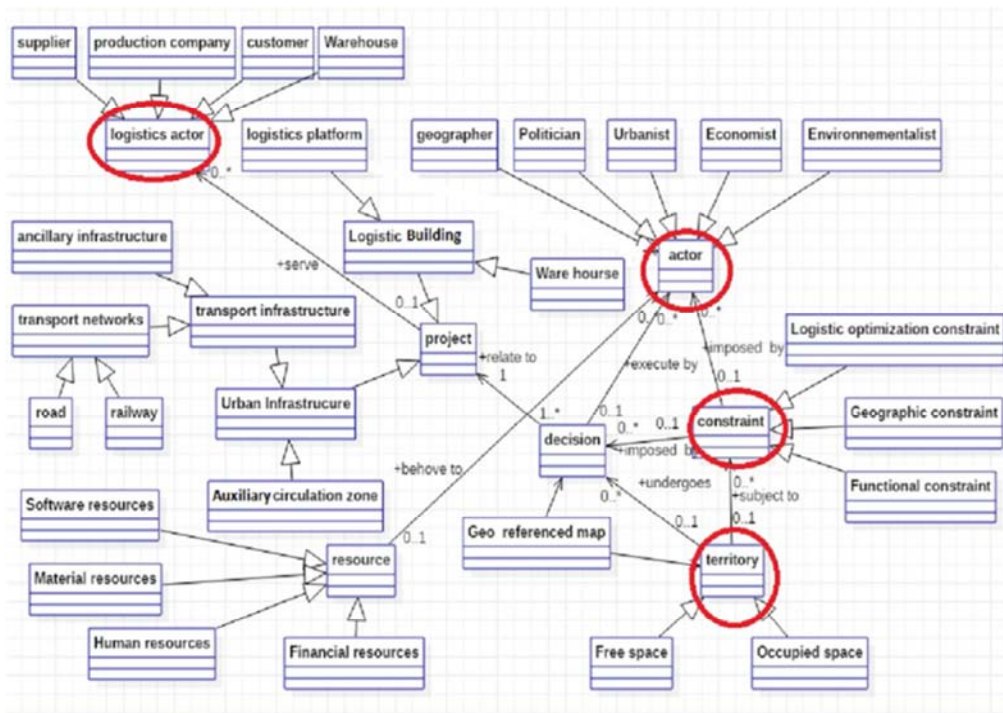 supplier
production company
customer
Warehouse
logistics actor
logistics platform
geographer
Politician
Urbanist
Economist
Environnementalist
0..*
ancillary infrastructure
Logistic Building
actor
+serve
Ware hourse
transport networks
transport infrastructure
0..1
0..*
0..*
Logistic optimization constraint
project
+relate to
1
+execute by
+imposed by
0..1
road
railway
Urban Infrastrucure
1..*
0..1
0..*
0..1
constraint
Geographic constraint
decision
+imposed by
+behove to
+undergoes
0..*
Functional constraint
Software resources
Auxiliary circulation zone
0..*
+subject to
0..1
0..1
Geo referenced map
0..1
resource
territory
Material resources
Human resources
Financial resources
Free space
Occupied space